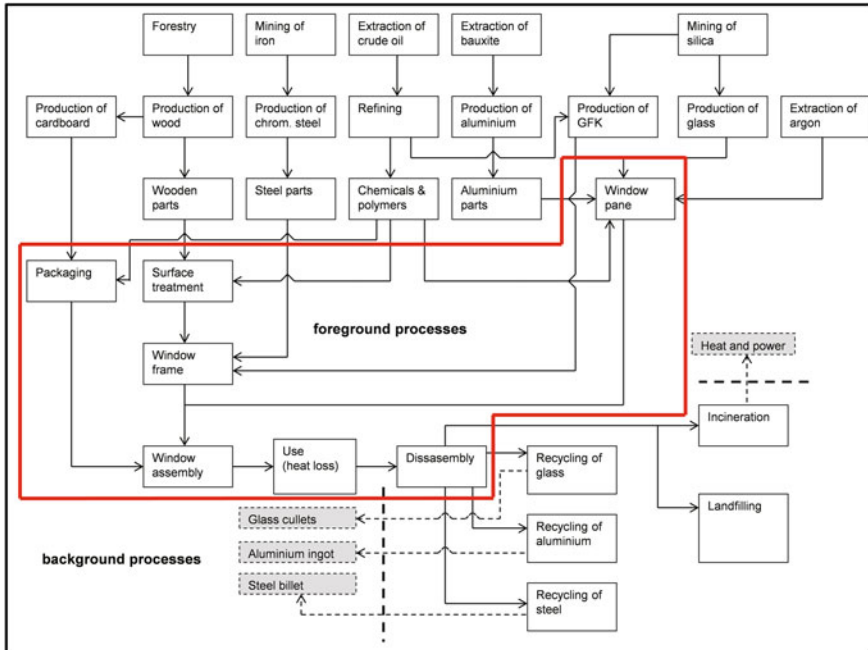 Forestry
Mining of
iron
Extraction of
crude oil
Extraction of
bauxite
Mining of
silica
Production of
cardboard
Production of
wood
Production of
chrom. steel
Refining
Production of
aluminium
Production of
GFK
Production of
glass
Extraction of
argon
Wooden
parts
Steel parts
Chemicals &
polymers
Aluminium
parts
Window
pane
Packaging
Surface
treatment
foreground processes
Window
frame
Heat and power
Incineration
Window
assembly
Use
(heat loss)
Dissasembly
Recycling of
glass
Landfilling
Glass cullets
Recycling of
aluminium
background processes
Aluminium ingot
Steel billet
Recycling of
steel